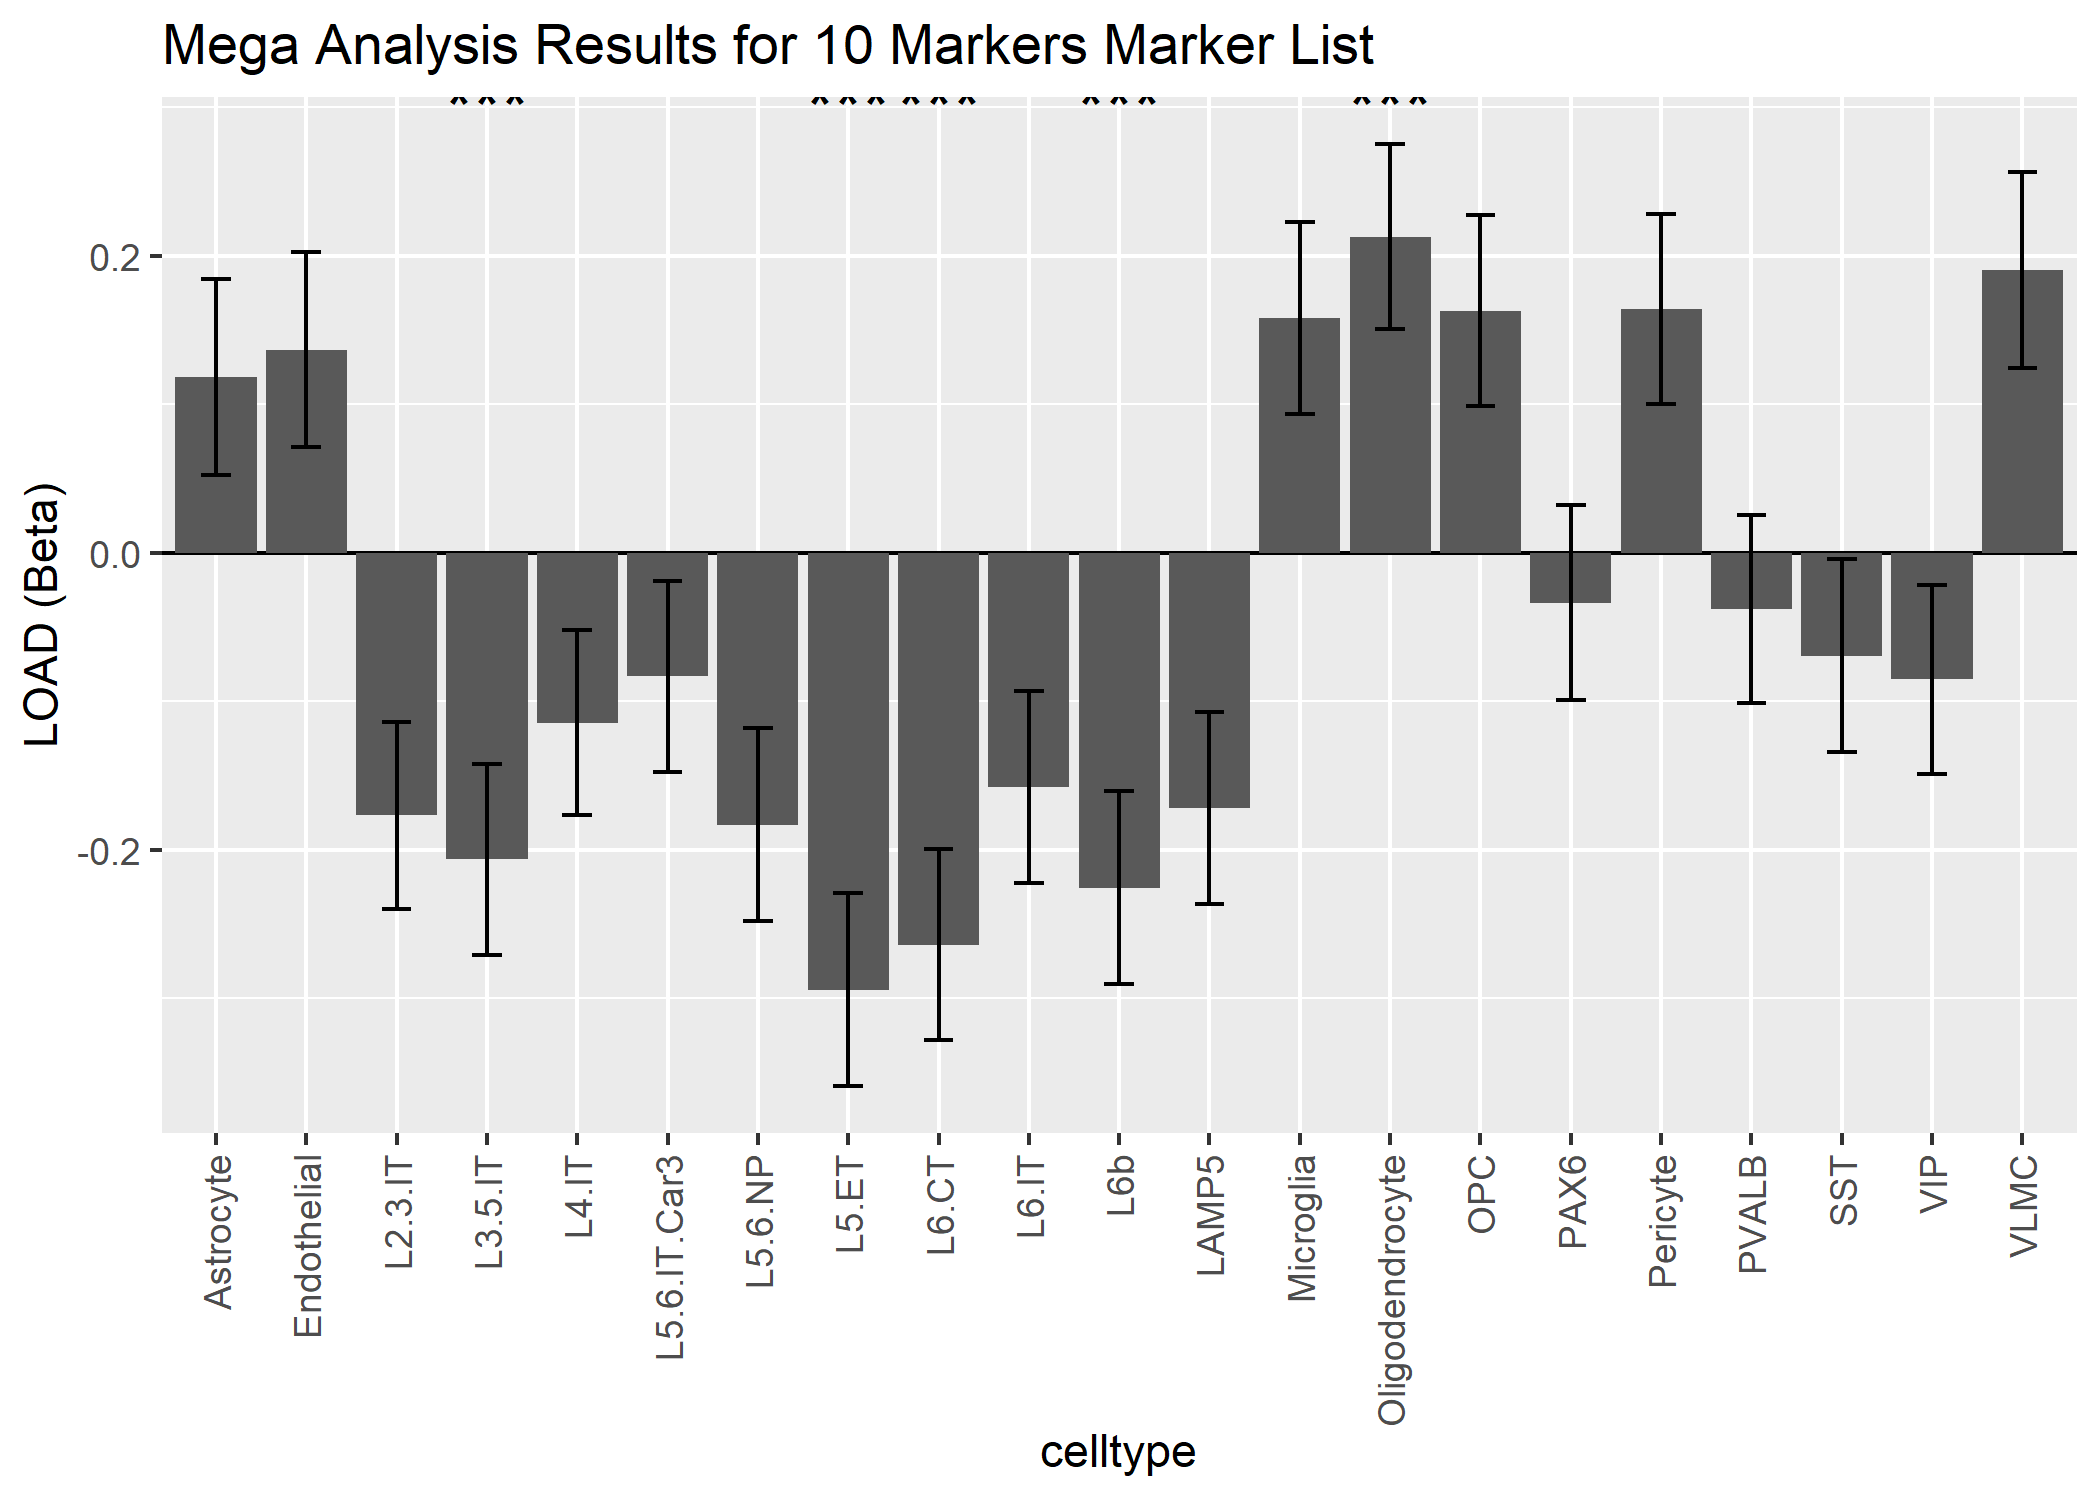 Mega Analysis Results for 10 Markers Marker List
*** *** *** *** ***
LOAD (Beta)
0.2
0.0
-0.2
Astrocyte
Endothelial
L2.3.IT
L3.5.IT
L4.IT
L5.6.IT.Car3
L5.6.NP
L5.ET
L6.CT
L6.IT
L6b
LAMP5
Microglia
Oligodendrocyte
OPC
PAX6
Pericyte
PVALB
SST
VIP
VLMC
celltype